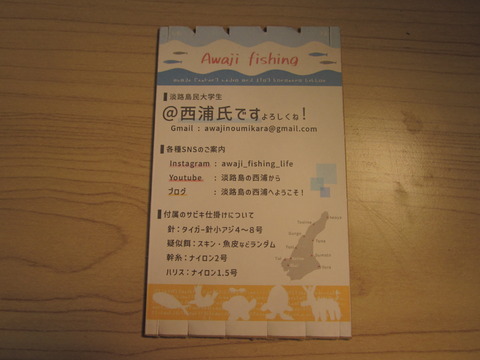 Awaji fishing
淡路島民大学生
@西浦氏ですよろしくね!
Gmail : awajinoumikara@gmail.com
各種SNSのご案内
Instagram : awaji_fishing_life
Youtube : 淡路島の西浦から
ブログ : 淡路島の西浦へようこそ!
付属のサビキ仕掛けについて
針:タイガー針小アジ4〜8号
疑似餌:スキン・魚皮などランダム
幹糸:ナイロン2号
ハリス:ナイロン1.5号